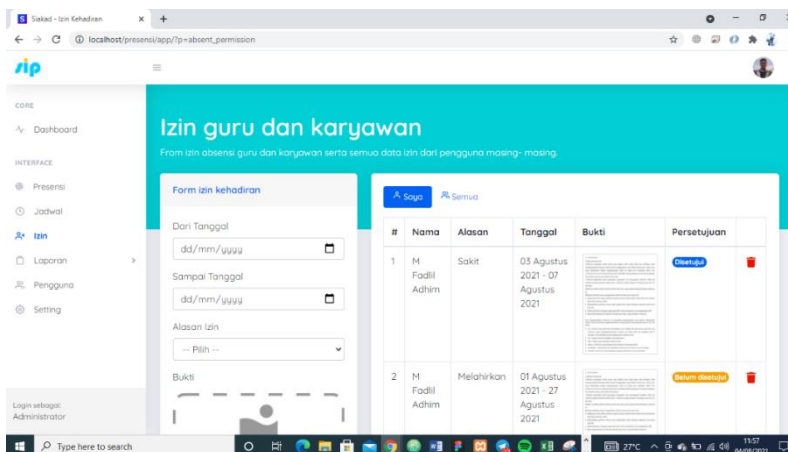 Siakad - Izin Kehadiran
localhost/presensi/app/?p=absent_permission
sip
CORE
Dashboard
INTERFACE
Presensi
Jadwal
Izin
Laporan
Pengguna
Setting
Login sebagai:
Administrator
Izin guru dan karyawan
From izin absensi guru dan karyawan serta semua data izin dari pengguna masing- masing.
Form izin kehadiran
Dari Tanggal
dd/mm/yyyy
Sampai Tanggal
dd/mm/yyyy
Alasan Izin
-- Pilih --
Bukti
Saya Semua
# Nama Alasan Tanggal Bukti Persetujuan
1 M Fadlil Adhim Sakit 03 Agustus 2021 - 07 Agustus 2021 Disetujui
2 M Fadlil Adhim Melahirkan 01 Agustus 2021 - 27 Agustus 2021 Belum disetujui
Type here to search
27°C
11:57
04/08/2021